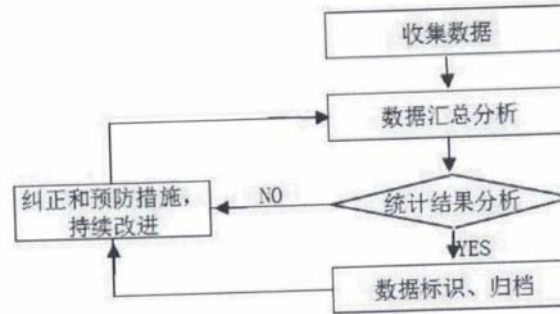 收集数据
数据汇总分析
纠正和预防措施，
持续改进
NO
统计结果分析
YES
数据标识、归档